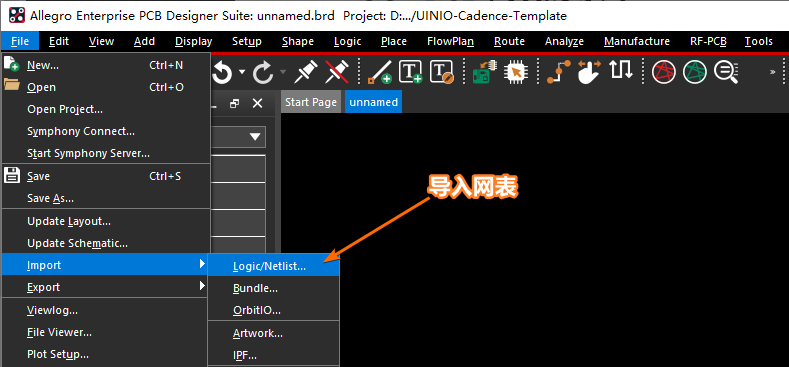 Allegro Enterprise PCB Designer Suite: unnamed.brd Project: D:.../UINIO-Cadence-Template
File Edit View Add Display Setup Shape Logic Place FlowPlan Route Analyze Manufacture RF-PCB Tools
New... Ctrl+N
Open Ctrl+O
Open Project...
Symphony Connect...
Start Symphony Server...
Save Ctrl+S
Save As...
Update Layout...
Update Schematic...
Import
Export
Viewlog...
File Viewer...
Plot Setup...
Logic/Netlist...
Bundle...
OrbitIO...
Artwork...
IPF...
Start Page unnamed
导入网表